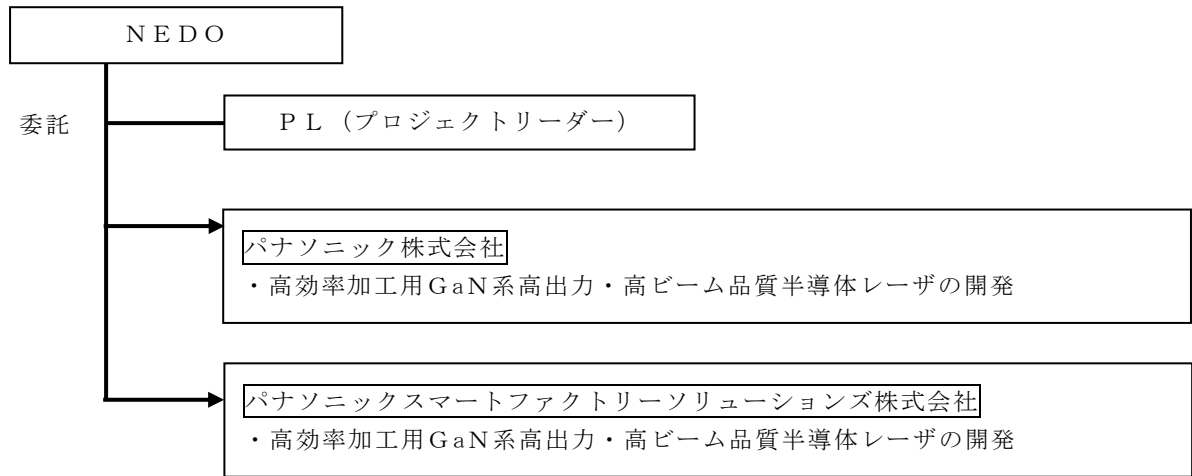 ＮＥＤＯ
委託
ＰＬ（プロジェクトリーダー）
パナソニック株式会社
・高効率加工用ＧaＮ系高出力・高ビーム品質半導体レーザの開発
パナソニックスマートファクトリーソリューションズ株式会社
・高効率加工用ＧaＮ系高出力・高ビーム品質半導体レーザの開発